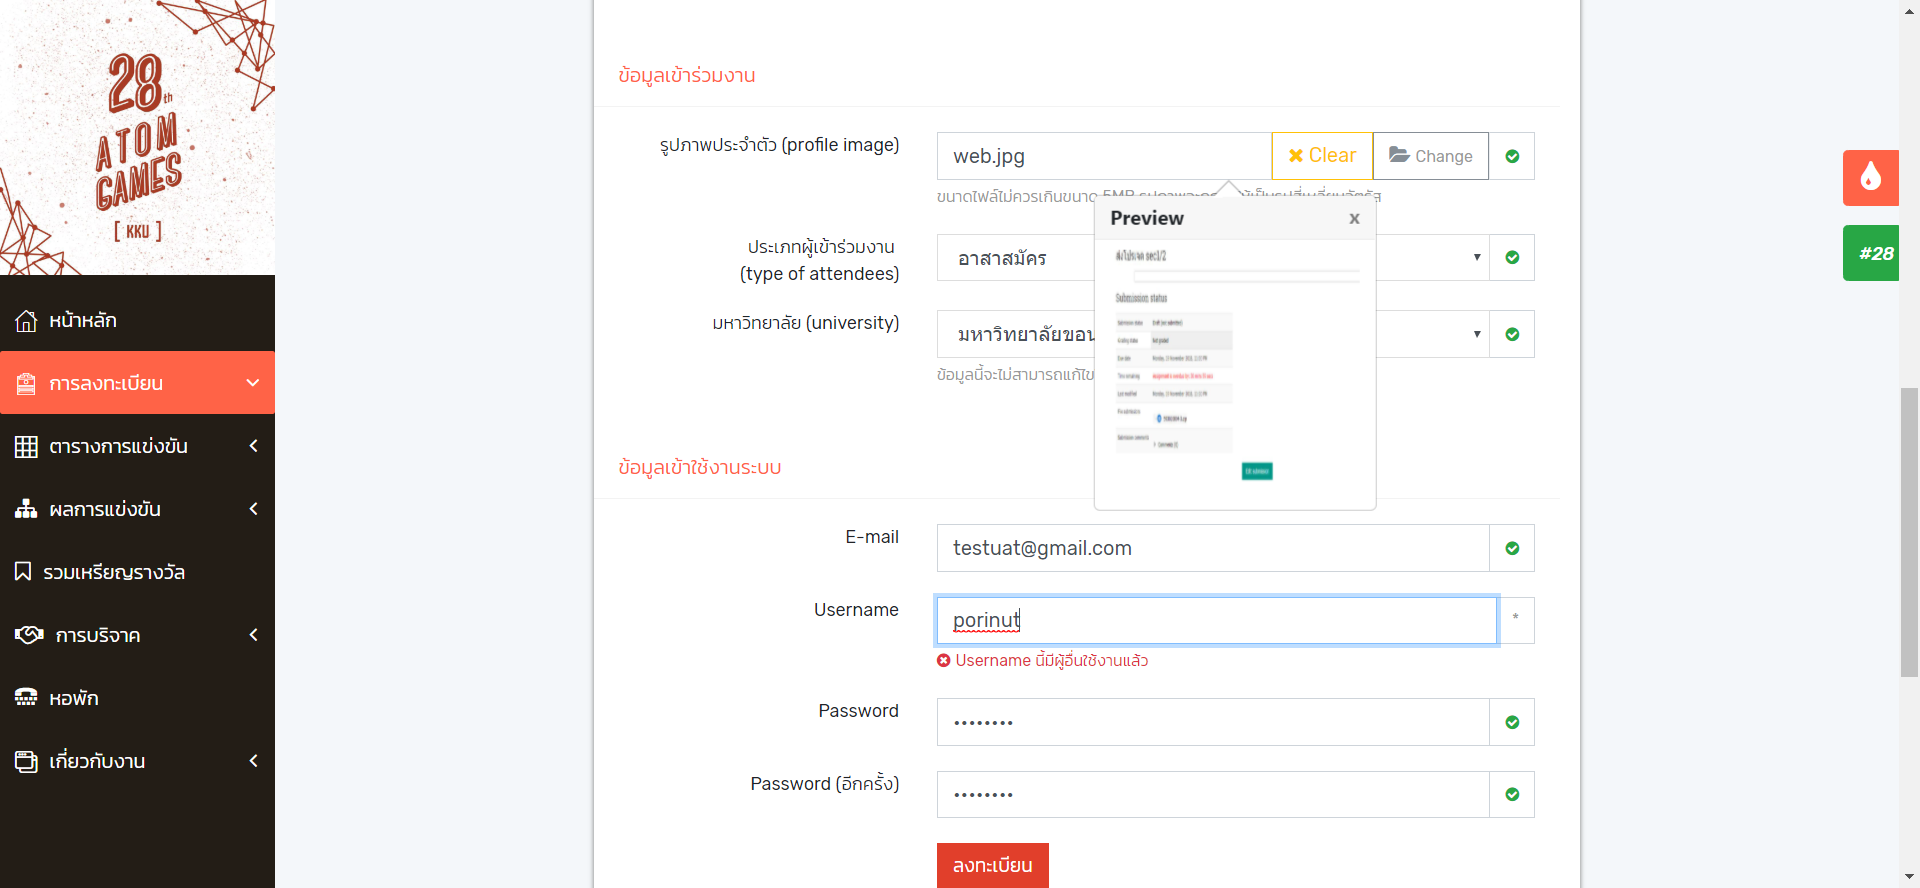 28th
ATOM
GAMES
[ KKU ]
หน้าหลัก
การลงทะเบียน
ตารางการแข่งขัน
ผลการแข่งขัน
รวมเหรียญรางวัล
การบริจาค
หอพัก
เกี่ยวกับงาน
ข้อมูลเข้าร่วมงาน
รูปภาพประจำตัว (profile image)
web.jpg
Clear
Change
ขนาดไฟล์ไม่ควรเกินขนาด 5MB
ประเภทผู้เข้าร่วมงาน
(type of attendees)
อาสาสมัคร
มหาวิทยาลัย (university)
มหาวิทยาลัยขอน
ข้อมูลนี้จะไม่สามารถแก้ไข
Preview
x
sec1/2
Submission status
ข้อมูลเข้าใช้งานระบบ
E-mail
testuat@gmail.com
Username
porinut
*
Username นี้มีผู้อื่นใช้งานแล้ว
Password
••••••••
Password (อีกครั้ง)
••••••••
ลงทะเบียน
#28